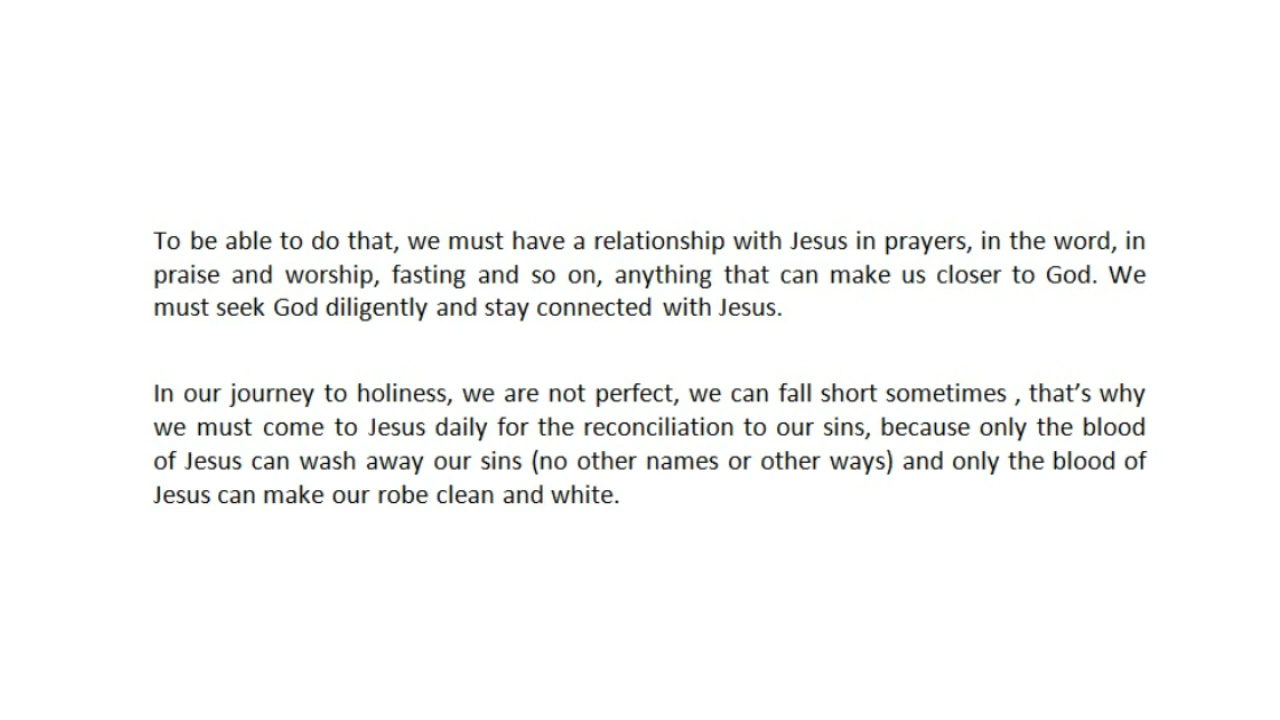 To be able to do that, we must have a relationship with Jesus in prayers, in the word, in
praise and worship, fasting and so on, anything that can make us closer to God. We
must seek God diligently and stay connected with Jesus.
In our journey to holiness, we are not perfect, we can fall short sometimes , that’s why
we must come to Jesus daily for the reconciliation to our sins, because only the blood
of Jesus can wash away our sins (no other names or other ways) and only the blood of
Jesus can make our robe clean and white.